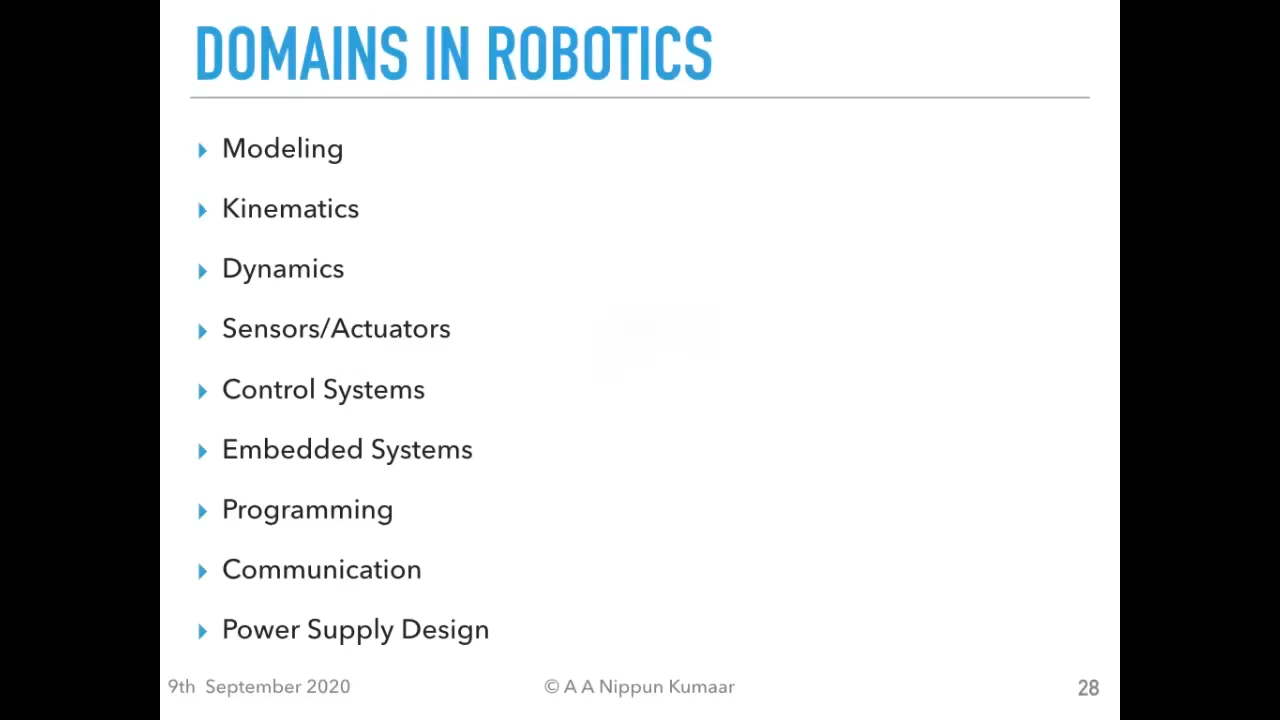 DOMAINS IN ROBOTICS
Modeling
Kinematics
Dynamics
Sensors/Actuators
Control Systems
Embedded Systems
Programming
Communication
Power Supply Design
9th September 2020 © A A Nippun Kumaar 28